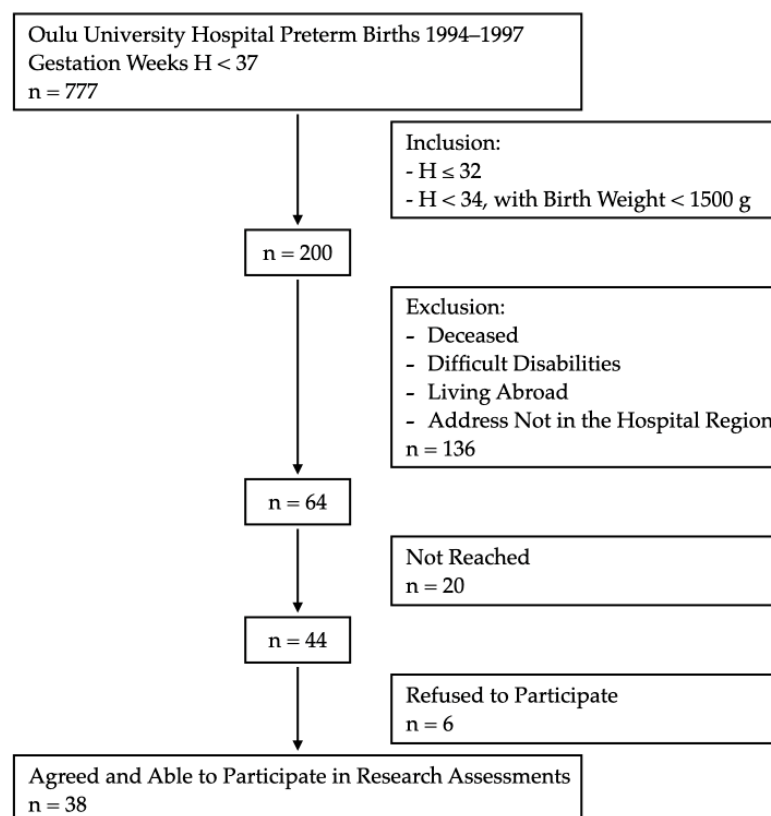 Oulu University Hospital Preterm Births 1994–1997
Gestation Weeks H < 37
n = 777
Inclusion:
- H ≤ 32
- H < 34, with Birth Weight < 1500 g
n = 200
Exclusion:
- Deceased
- Difficult Disabilities
- Living Abroad
- Address Not in the Hospital Region
n = 136
n = 64
Not Reached
n = 20
n = 44
Refused to Participate
n = 6
Agreed and Able to Participate in Research Assessments
n = 38